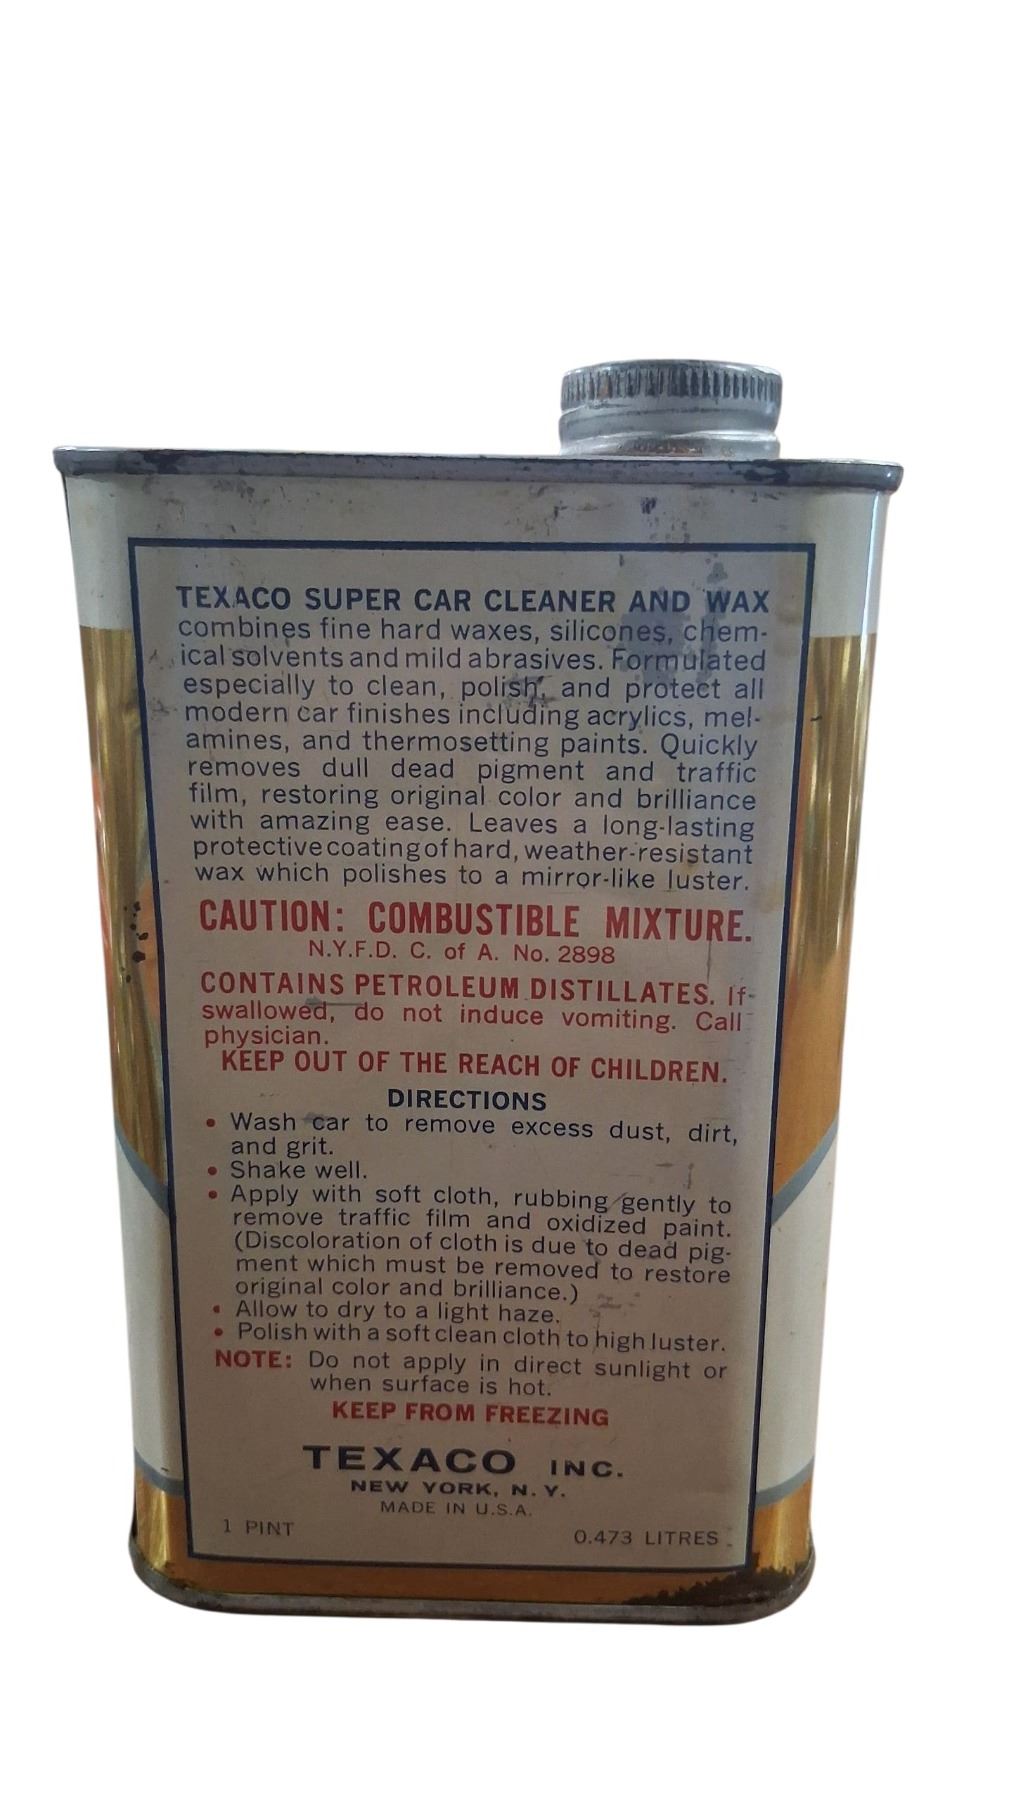 TEXACO SUPER CAR CLEANER AND WAX
combines fine hard waxes, silicones, chem-
ical solvents and mild abrasives. Formulated
especially to clean, polish, and protect all
modern car finishes including acrylics, mel-
amines, and thermosetting paints. Quickly
removes dull dead pigment and traffic
film, restoring original color and brilliance
with amazing ease. Leaves a long-lasting
protective coating of hard, weather-resistant
wax which polishes to a mirror-like luster.
CAUTION: COMBUSTIBLE MIXTURE.
N.Y.F.D. C. of A. No. 2898
CONTAINS PETROLEUM DISTILLATES. If
swallowed, do not induce vomiting. Call
physician.
KEEP OUT OF THE REACH OF CHILDREN.
DIRECTIONS
• Wash car to remove excess dust, dirt,
and grit.
• Shake well.
• Apply with soft cloth, rubbing gently to
remove traffic film and oxidized paint.
(Discoloration of cloth is due to dead pig-
ment which must be removed to restore
original color and brilliance.)
• Allow to dry to a light haze.
• Polish with a soft clean cloth to high luster.
NOTE: Do not apply in direct sunlight or
when surface is hot.
KEEP FROM FREEZING
TEXACO INC.
NEW YORK, N.Y.
MADE IN U.S.A.
1 PINT 0.473 LITRES